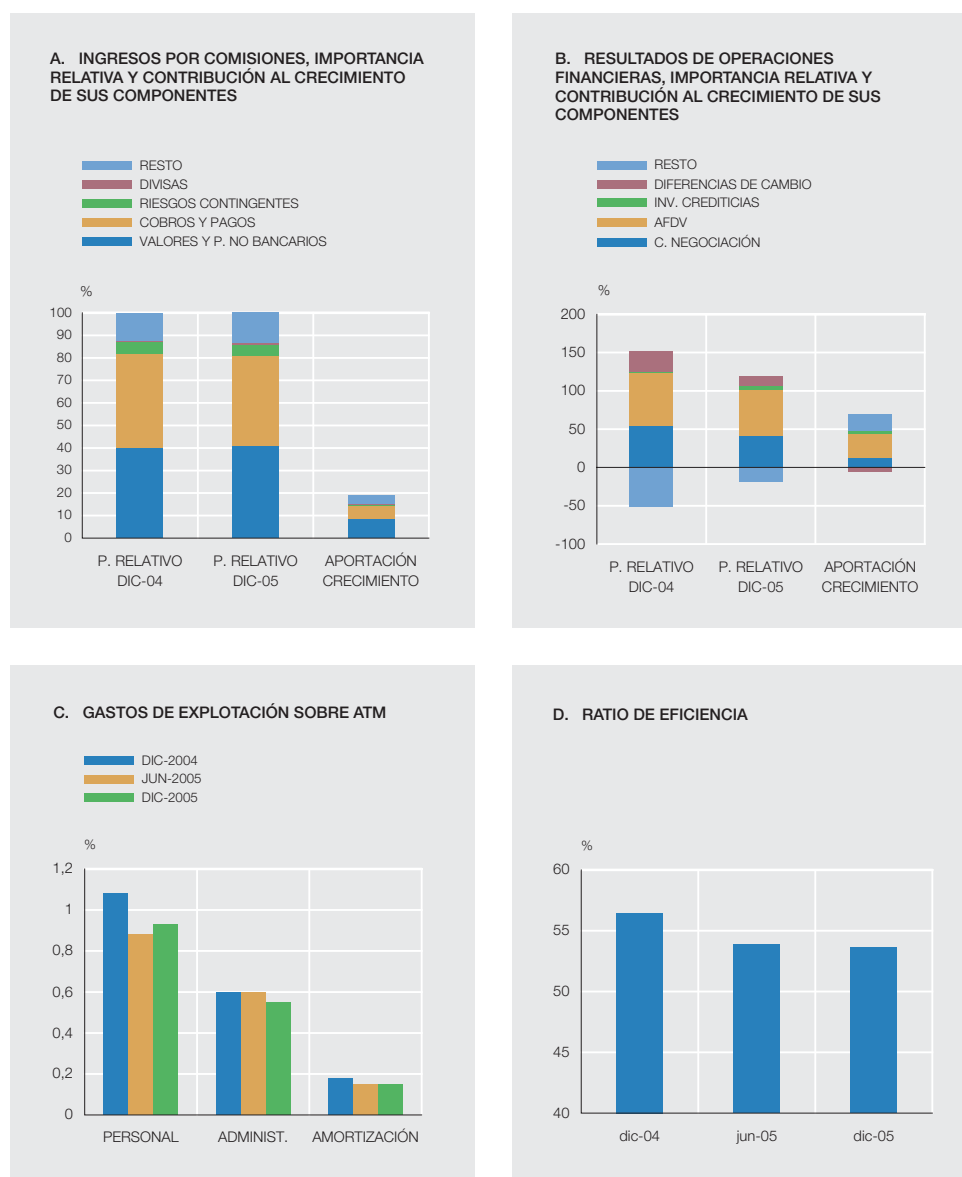 A. INGRESOS POR COMISIONES, IMPORTANCIA
RELATIVA Y CONTRIBUCIÓN AL CRECIMIENTO
DE SUS COMPONENTES
RESTO
DIVISAS
RIESGOS CONTINGENTES
COBROS Y PAGOS
VALORES Y P. NO BANCARIOS
%
100
90
80
70
60
50
40
30
20
10
0
P. RELATIVO
DIC-04
P. RELATIVO
DIC-05
APORTACIÓN
CRECIMIENTO
B. RESULTADOS DE OPERACIONES
FINANCIERAS, IMPORTANCIA RELATIVA Y
CONTRIBUCIÓN AL CRECIMIENTO DE SUS
COMPONENTES
RESTO
DIFERENCIAS DE CAMBIO
INV. CREDITICIAS
AFDV
C. NEGOCIACIÓN
%
200
150
100
50
0
-50
-100
P. RELATIVO
DIC-04
P. RELATIVO
DIC-05
APORTACIÓN
CRECIMIENTO
C. GASTOS DE EXPLOTACIÓN SOBRE ATM
DIC-2004
JUN-2005
DIC-2005
%
1,2
1
0,8
0,6
0,4
0,2
0
PERSONAL
ADMINIST.
AMORTIZACIÓN
D. RATIO DE EFICIENCIA
%
60
55
50
45
40
dic-04
jun-05
dic-05